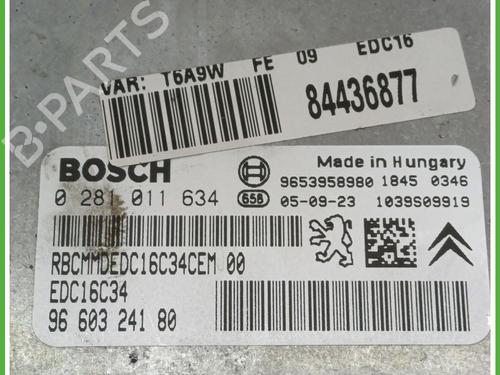 VAR: T6A9W FE 09 EDC16
84436877
B-PARTS
BOSCH
Made in Hungary
0 281 011 634
9653958980 1845 0346
656 05-09-23 1039S09919
RBCMMDEDC16C34CEM 00
EDC16C34
96 603 241 80